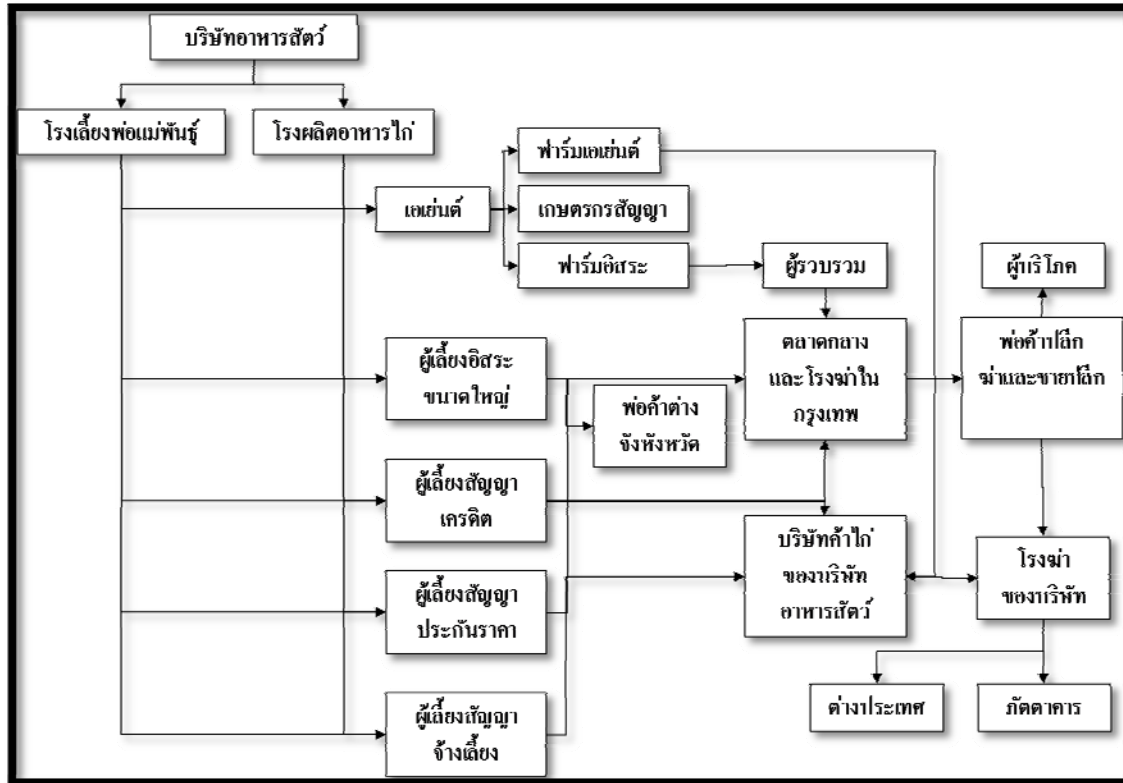 บริษัทอาหารสัตว์
โรงเลี้ยงพ่อแม่พันธุ์
โรงผลิตอาหารไก่
ฟาร์มเอเย่นต์
เอเย่นต์
เกษตรกรสัญญา
ฟาร์มอิสระ
ผู้รวบรวม
ผู้บริโภค
ผู้เลี้ยงอิสระ
ขนาดใหญ่
พ่อค้าต่าง
จังหังหวัด
ตลาดกลาง
และโรงฆ่าใน
กรุงเทพ
พ่อค้าปลีก
ฆ่าและขายปลีก
ผู้เลี้ยงสัญญา
เครดิต
บริษัทค้าไก่
ของบริษัท
อาหารสัตว์
โรงฆ่า
ของบริษัท
ผู้เลี้ยงสัญญา
ประกันราคา
ผู้เลี้ยงสัญญา
จ้างเลี้ยง
ต่างประเทศ
ภัตตาคาร